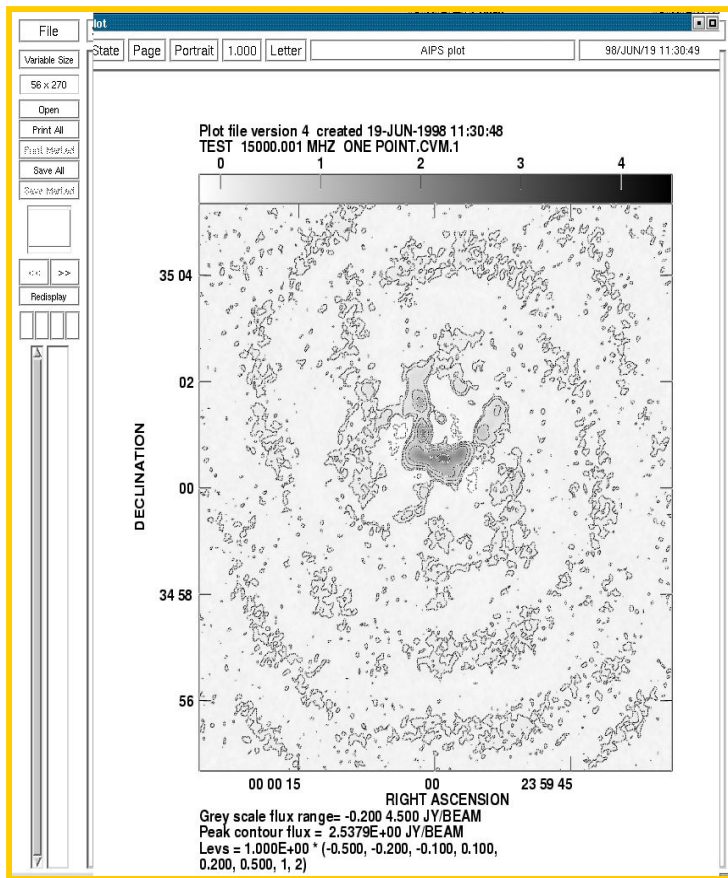 File
lot
State Page Portrait 1.000 Letter AIPS plot 98/JUN/19 11:30:49
Variable Size
56 x 270
Open
Print All
Print Marked
Save All
Save Marked
<< >>
Redisplay
Plot file version 4 created 19-JUN-1998 11:30:48
TEST 15000.001 MHZ ONE POINT.CVM.1
0 1 2 3 4
35 04
02
00
34 58
56
DECLINATION
00 00 15 00 23 59 45
RIGHT ASCENSION
Grey scale flux range= -0.200 4.500 JY/BEAM
Peak contour flux = 2.5379E+00 JY/BEAM
Levs = 1.000E+00 * (-0.500, -0.200, -0.100, 0.100,
0.200, 0.500, 1, 2)